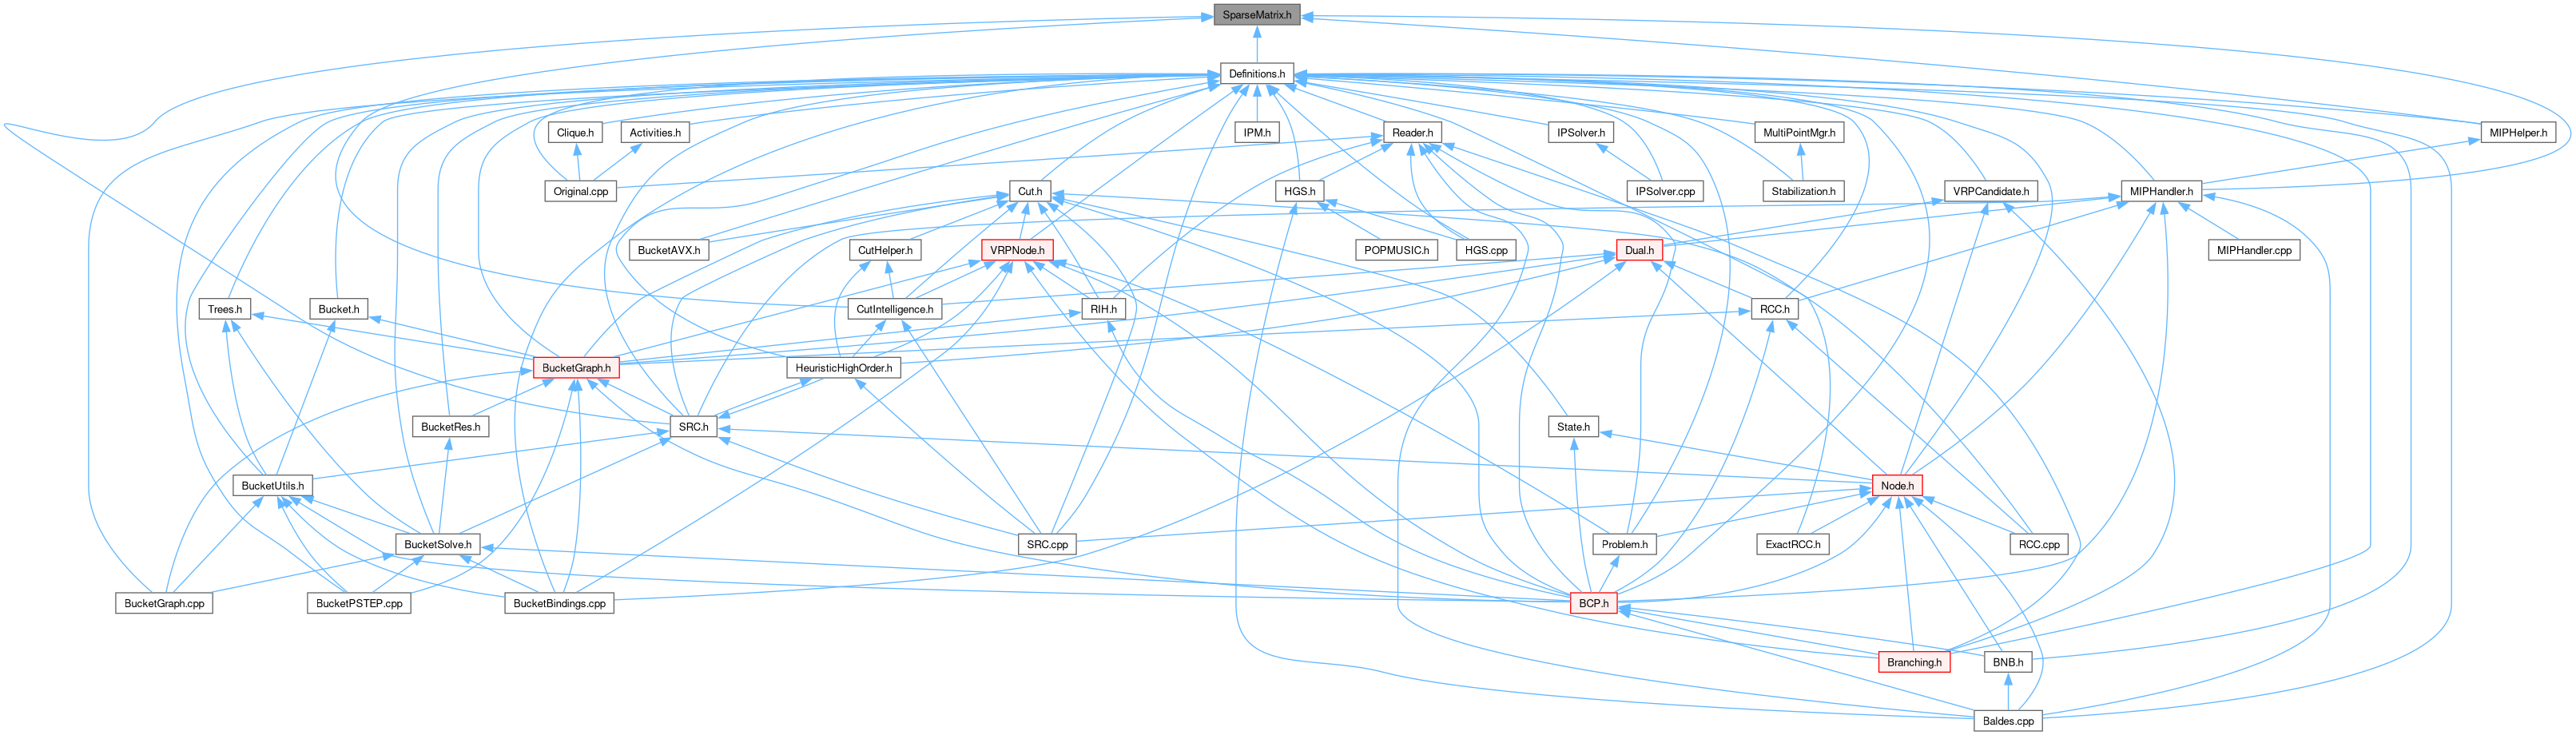 SparseMatrix.h
Definitions.h
Clique.h
Activities.h
IPM.h
Reader.h
IPSolver.h
MultiPointMgr.h
MIPHelper.h
Original.cpp
Cut.h
HGS.h
IPSolver.cpp
Stabilization.h
VRPCandidate.h
MIPHandler.h
BucketAVX.h
CutHelper.h
VRPNode.h
POPMUSIC.h
HGS.cpp
Dual.h
MIPHandler.cpp
Trees.h
Bucket.h
CutIntelligence.h
RIH.h
RCC.h
BucketGraph.h
HeuristicHighOrder.h
BucketRes.h
SRC.h
State.h
BucketUtils.h
Node.h
BucketSolve.h
SRC.cpp
Problem.h
ExactRCC.h
RCC.cpp
BucketGraph.cpp
BucketPSTEP.cpp
BucketBindings.cpp
BCP.h
Branching.h
BNB.h
Baldes.cpp